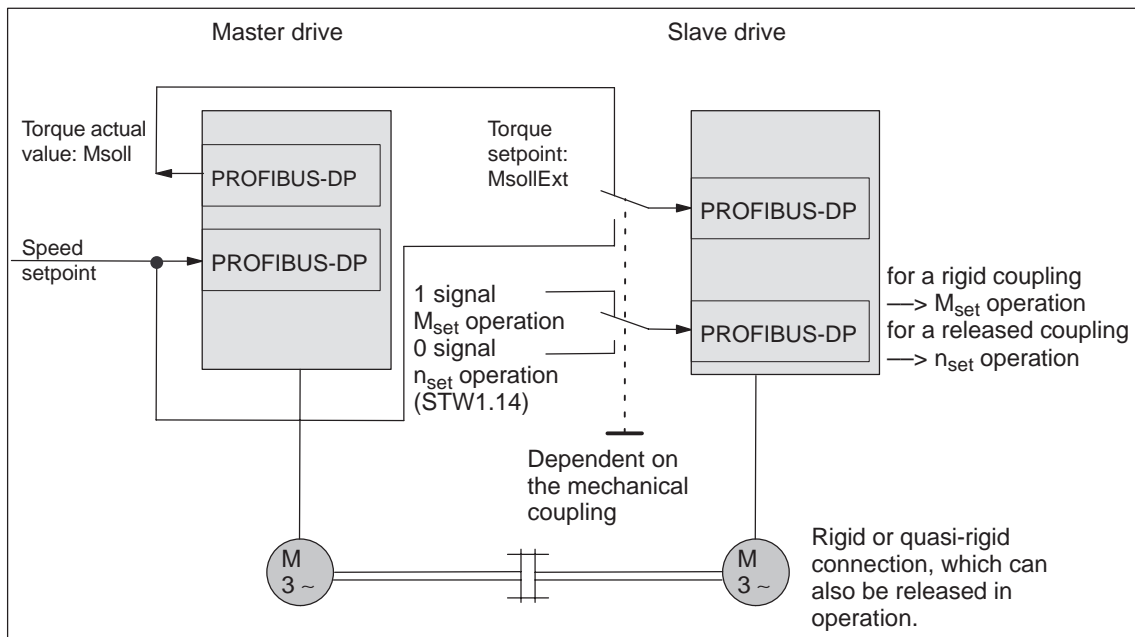 Master drive
Slave drive
Torque actual
value: Msoll
Torque
setpoint:
MsollExt
PROFIBUS-DP
PROFIBUS-DP
Speed
setpoint
PROFIBUS-DP
1 signal
Mset operation
0 signal
nset operation
(STW1.14)
PROFIBUS-DP
for a rigid coupling
—> Mset operation
for a released coupling
—> nset operation
Dependent on
the mechanical
coupling
M
3 ~
M
3 ~
Rigid or quasi-rigid
connection, which can
also be released in
operation.